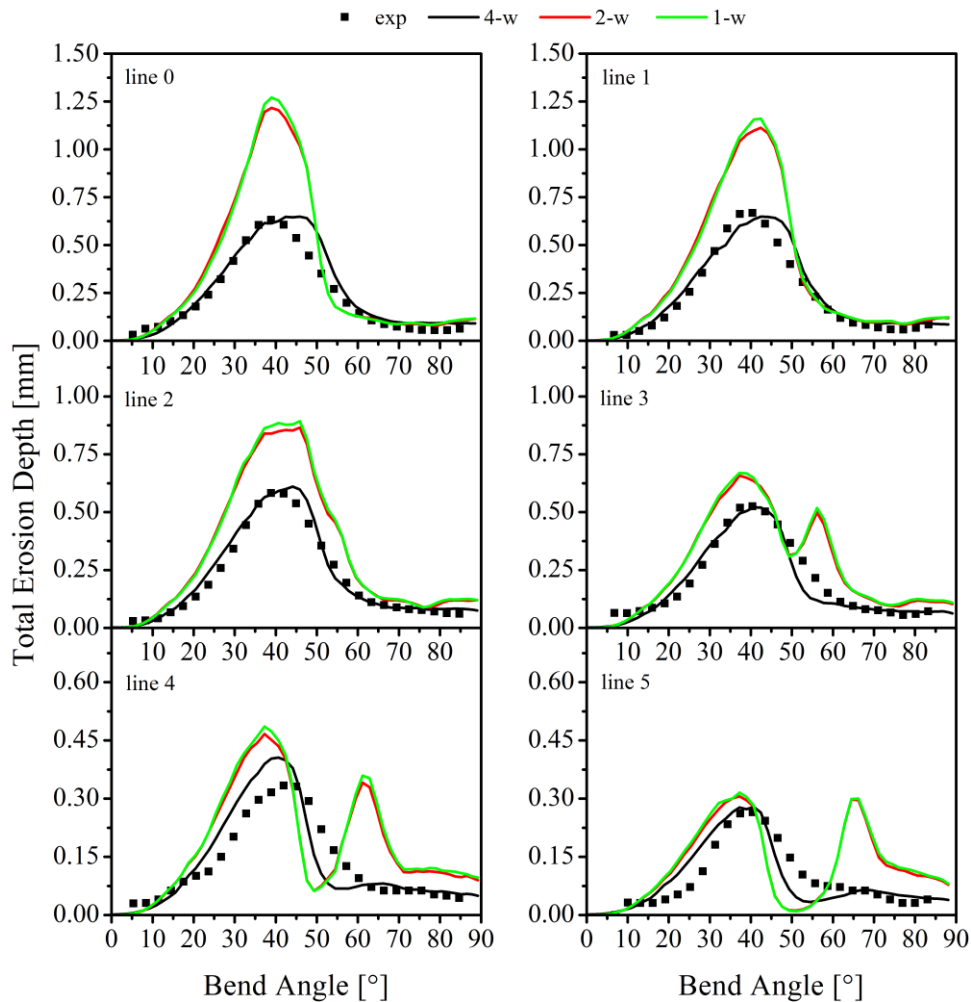 exp 4-w 2-w 1-w
Total Erosion Depth [mm]
line 0
1.50
1.25
1.00
0.75
0.50
0.25
0.00
10 20 30 40 50 60 70 80
line 1
1.50
1.25
1.00
0.75
0.50
0.25
0.00
10 20 30 40 50 60 70 80
line 2
1.00
0.75
0.50
0.25
0.00
10 20 30 40 50 60 70 80
line 3
1.00
0.75
0.50
0.25
0.00
10 20 30 40 50 60 70 80
line 4
0.60
0.45
0.30
0.15
0.00
0 10 20 30 40 50 60 70 80 90
Bend Angle [°]
line 5
0.60
0.45
0.30
0.15
0.00
0 10 20 30 40 50 60 70 80 90
Bend Angle [°]